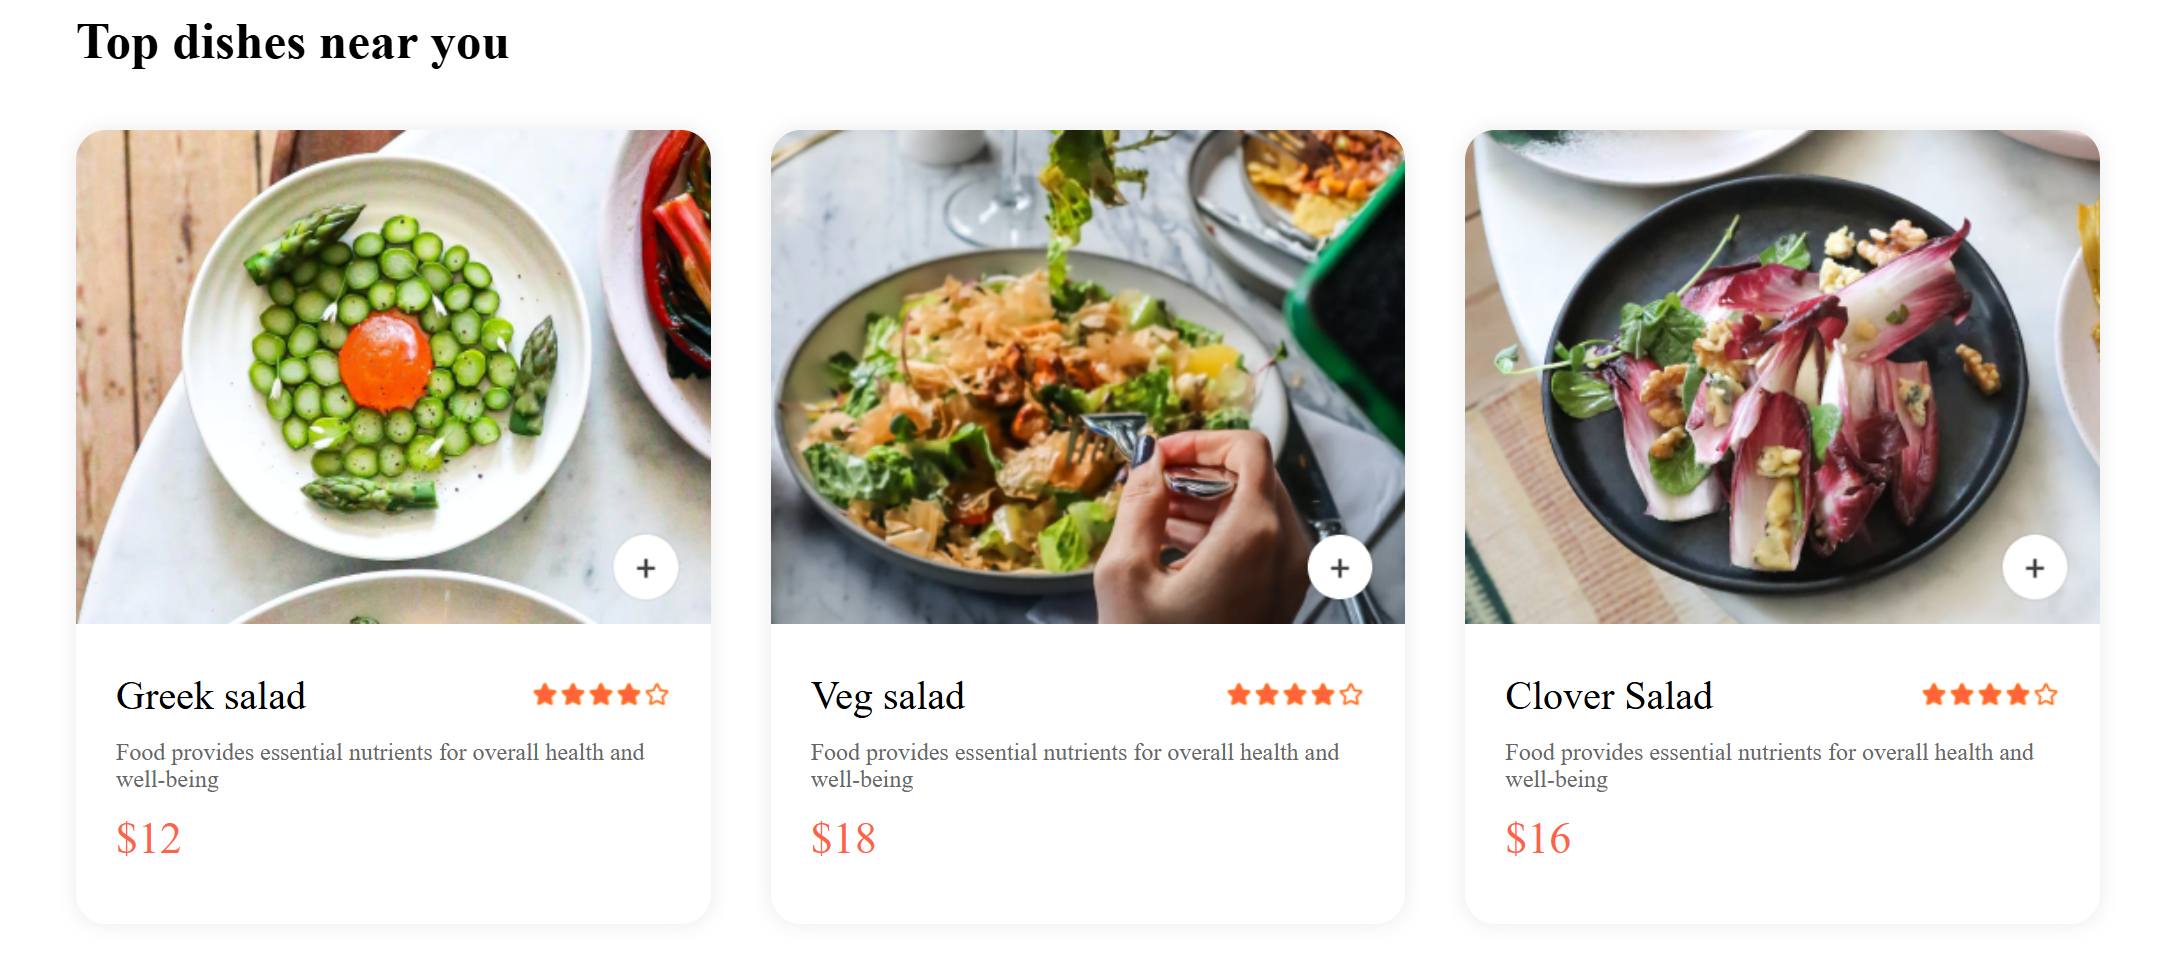 Top dishes near you
+
+
+
Greek salad
Food provides essential nutrients for overall health and
well-being
$12
Veg salad
Food provides essential nutrients for overall health and
well-being
$18
Clover Salad
Food provides essential nutrients for overall health and
well-being
$16